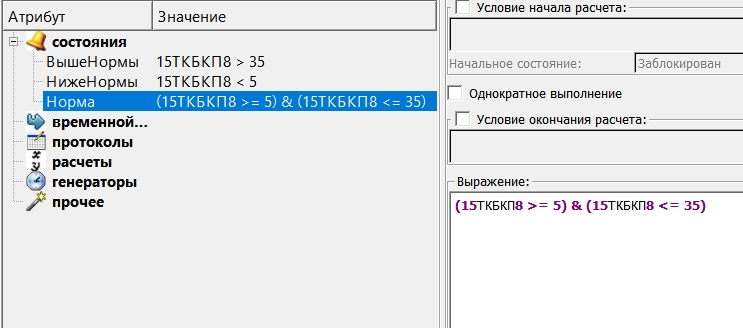 Атрибут Значение
состояния
ВышеНормы 15ТКБКП8 > 35
НижеНормы 15ТКБКП8 < 5
Норма (15ТКБКП8 >= 5) & (15ТКБКП8 <= 35)
временной...
протоколы
расчеты
генераторы
прочее
Условие начала расчета:
Начальное состояние: Заблокирован
Однократное выполнение
Условие окончания расчета:
Выражение:
(15ТКБКП8 >= 5) & (15ТКБКП8 <= 35)